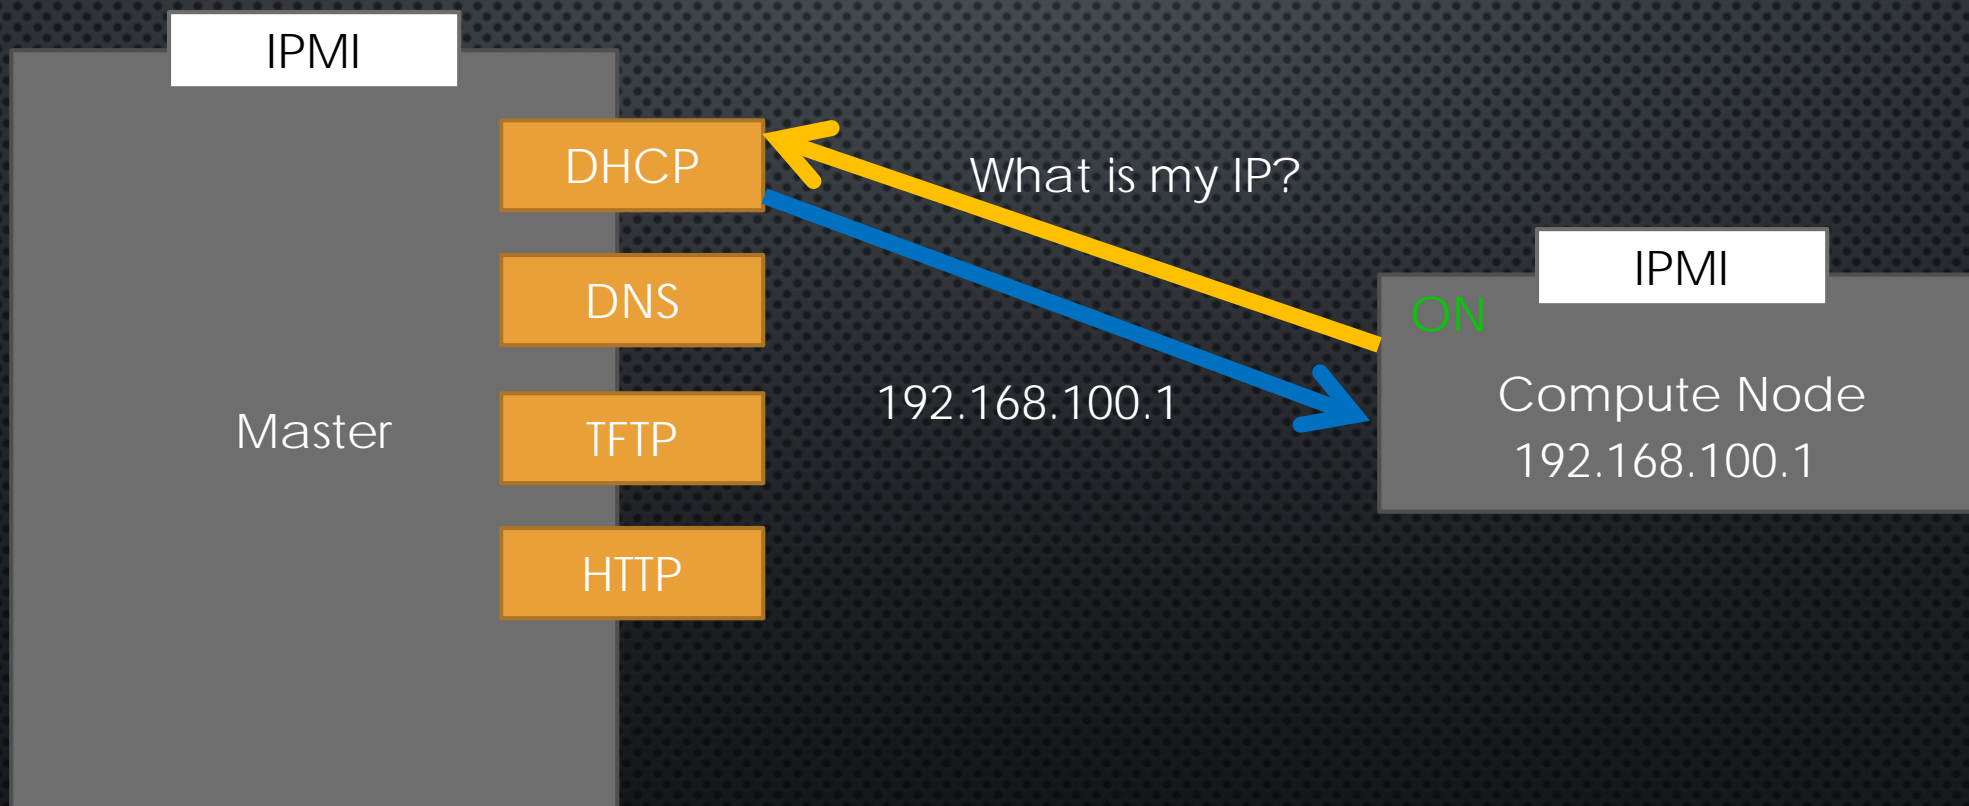 IPMI
DHCP
What is my IP?
DNS
IPMI
ON
Master
192.168.100.1
Compute Node
192.168.100.1
TFTP
HTTP